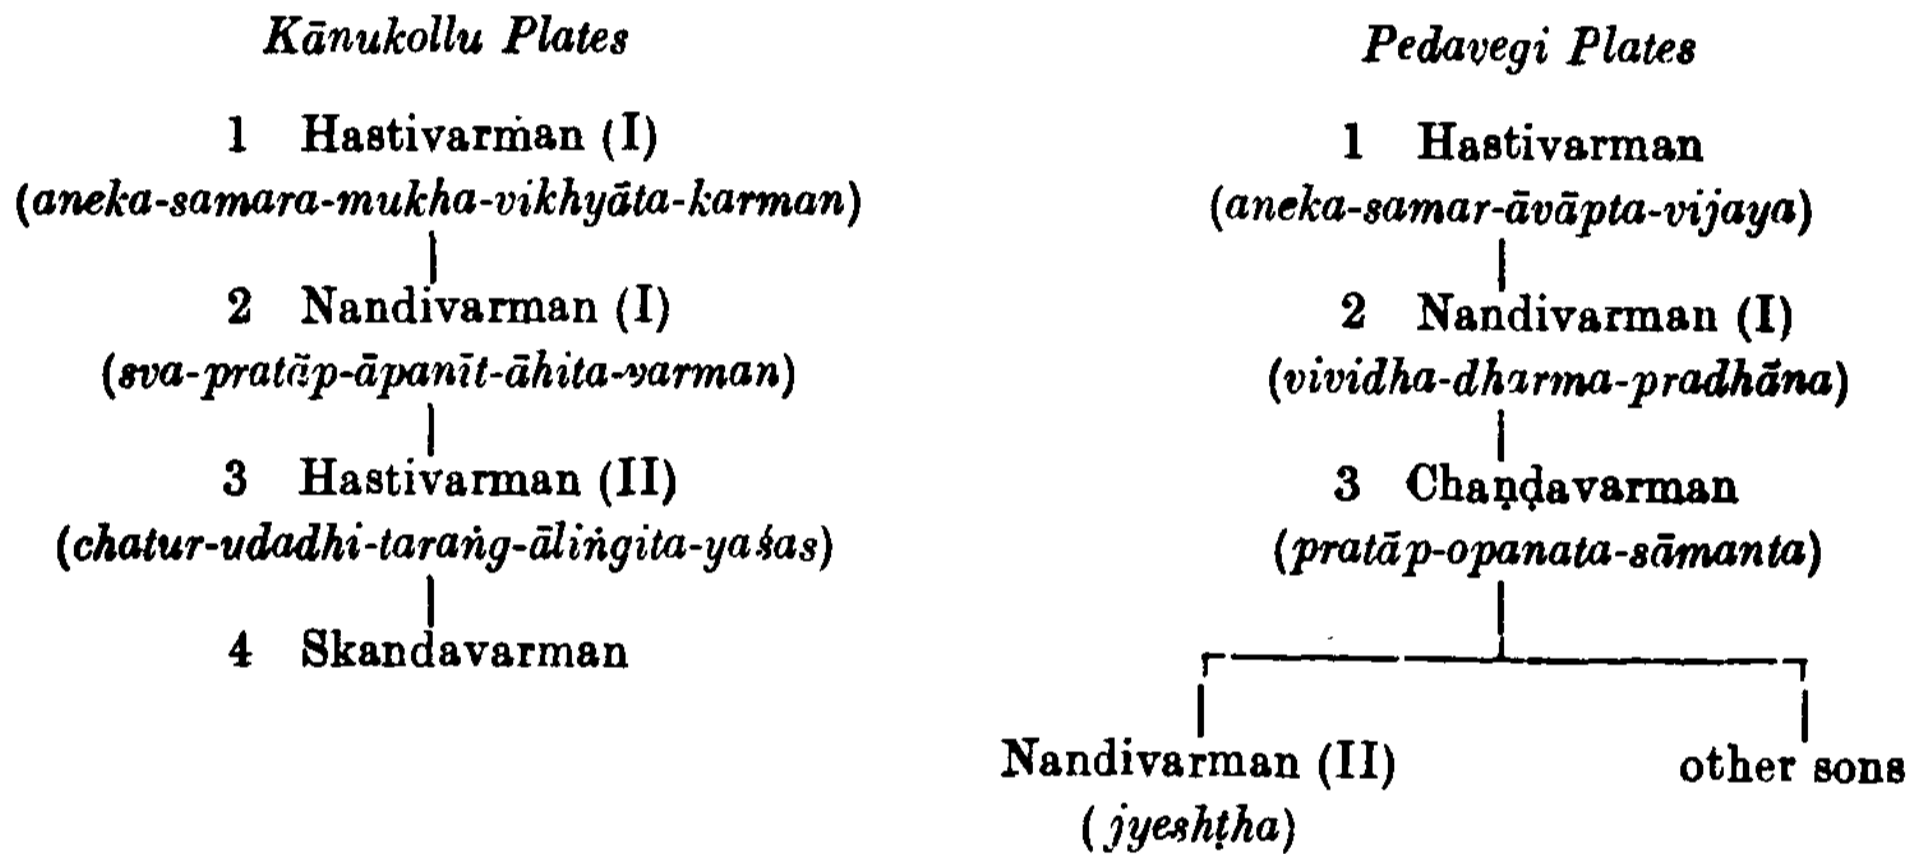 Kānukollu Plates
1 Hastivarman (I)
(aneka-samara-mukha-vikhyāta-karman)
2 Nandivarman (I)
(sva-pratāp-āpanīt-āhita-varman)
3 Hastivarman (II)
(chatur-udadhi-taraṅg-āliṅgita-yaśas)
4 Skandavarman
Pedavegi Plates
1 Hastivarman
(aneka-samar-āvāpta-vijaya)
2 Nandivarman (I)
(vividha-dharma-pradhāna)
3 Chaṇḍavarman
(pratāp-opanata-sāmanta)
Nandivarman (II)
(jyeshṭha)
other sons